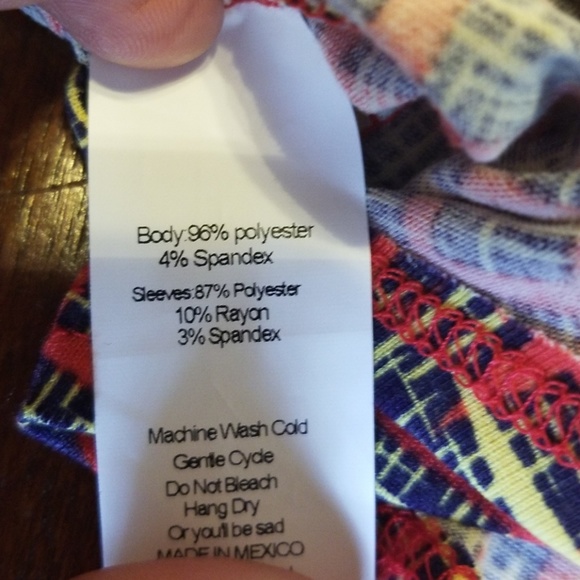 Body:96% polyester
4% Spandex
Sleeves:87% Polyester
10% Rayon
3% Spandex
Machine Wash Cold
Gentle Cycle
Do Not Bleach
Hang Dry
Or you'll be sad
MADE IN MEXICO